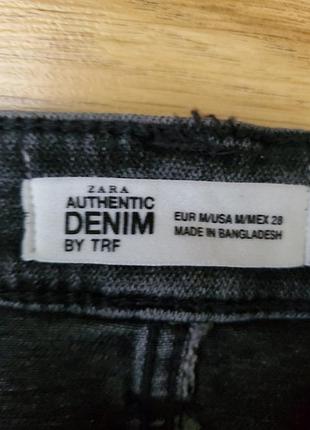 ZARA
AUTHENTIC
DENIM
BY TRF
EUR M/USA M/MEX 28
MADE IN BANGLADESH